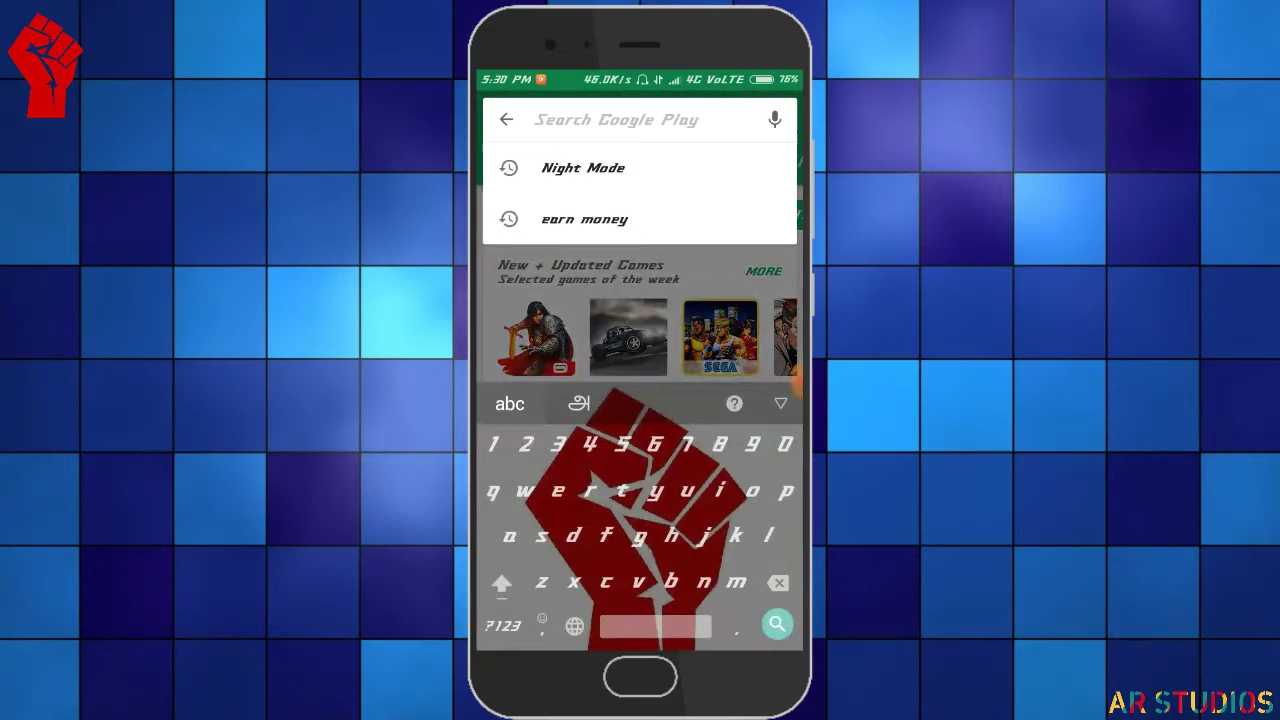 5:30 PM 46.0K/s 4G VoLTE 76%
Search Google Play
Night Mode
earn money
New + Updated Games
MORE
Selected games of the week
SEGA
abc அ
1 2 3 4 5 6 7 8 9 0
q w e r t y u i o p
a s d f g h j k l
z x c v b n m
?123 , .
AR STUDIOS